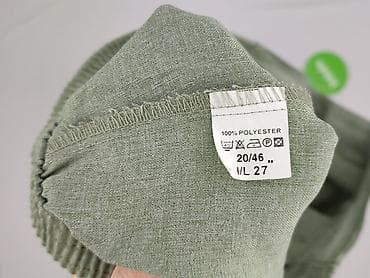 100% POLYESTER
20/46 „
I/L 27"